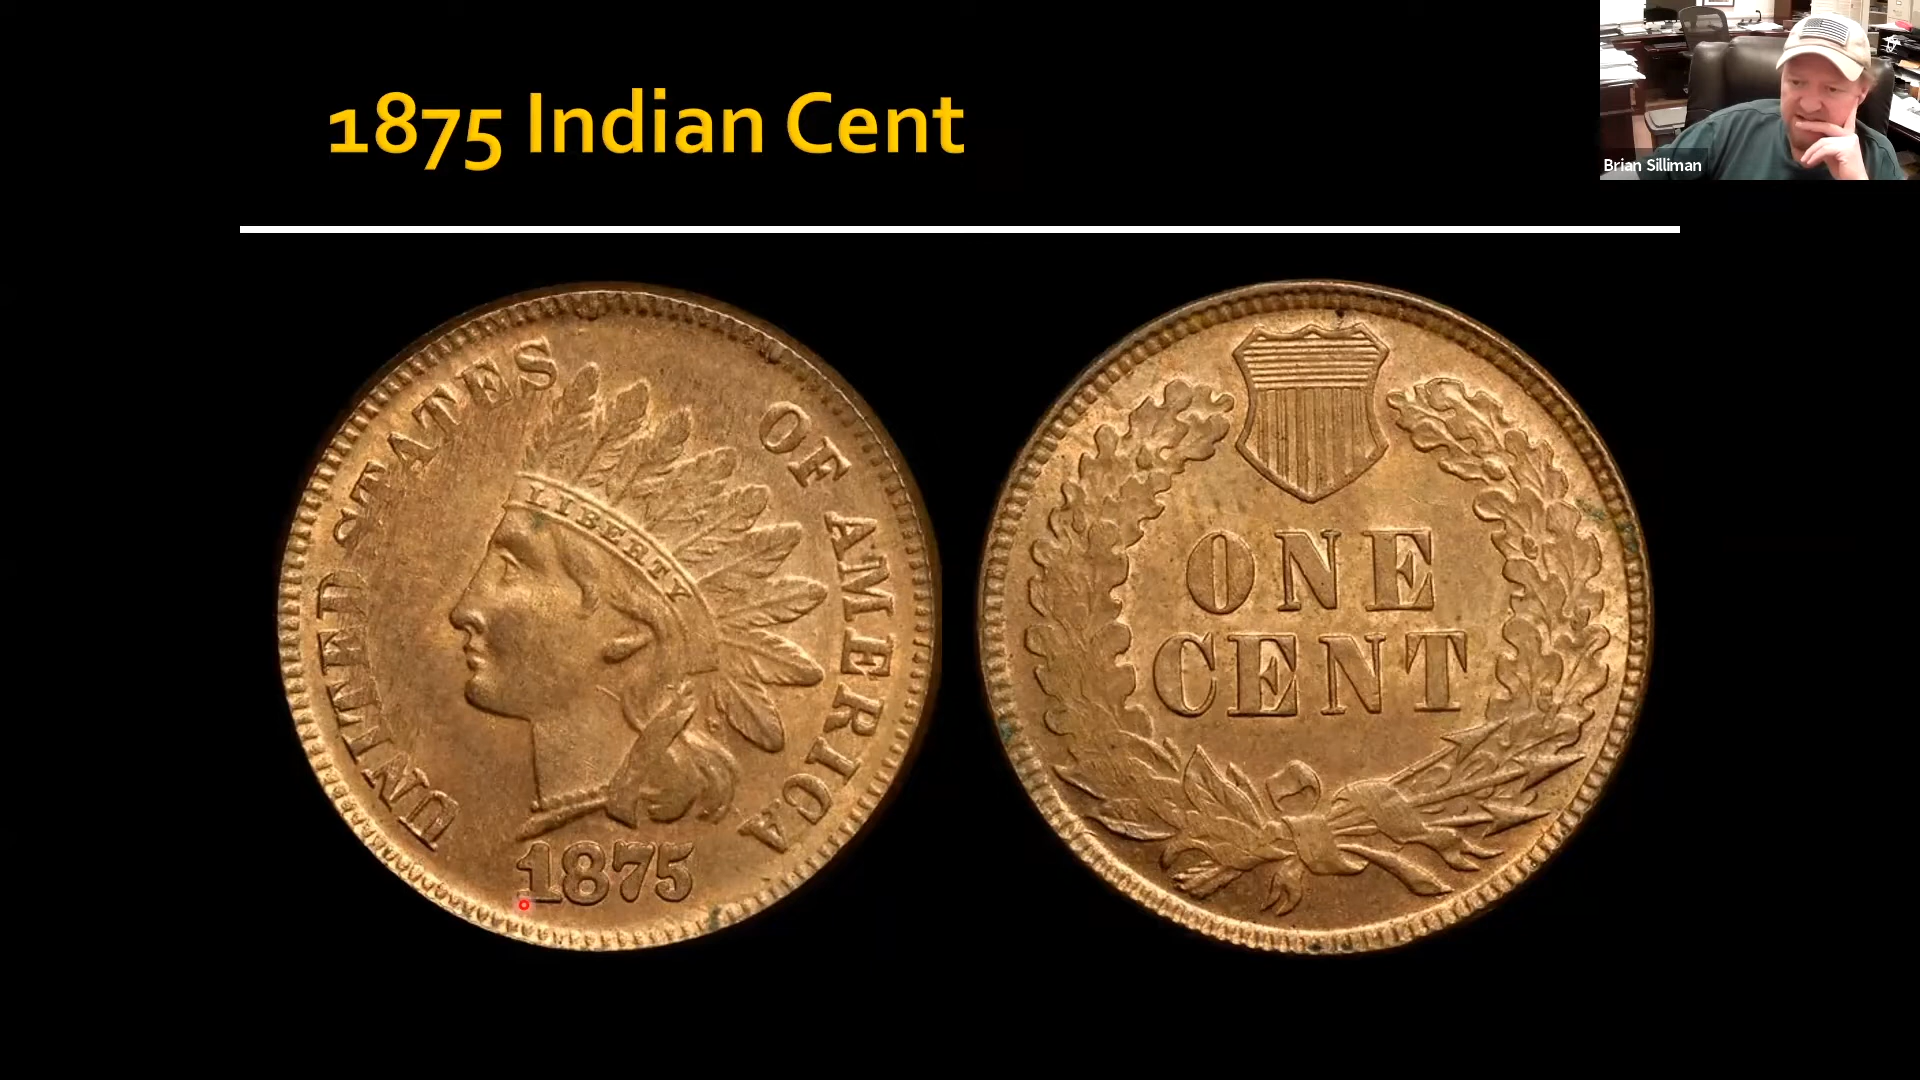 1875 Indian Cent
Brian Silliman
UNITED STATES OF AMERICA
LIBERTY
1875
ONE
CENT